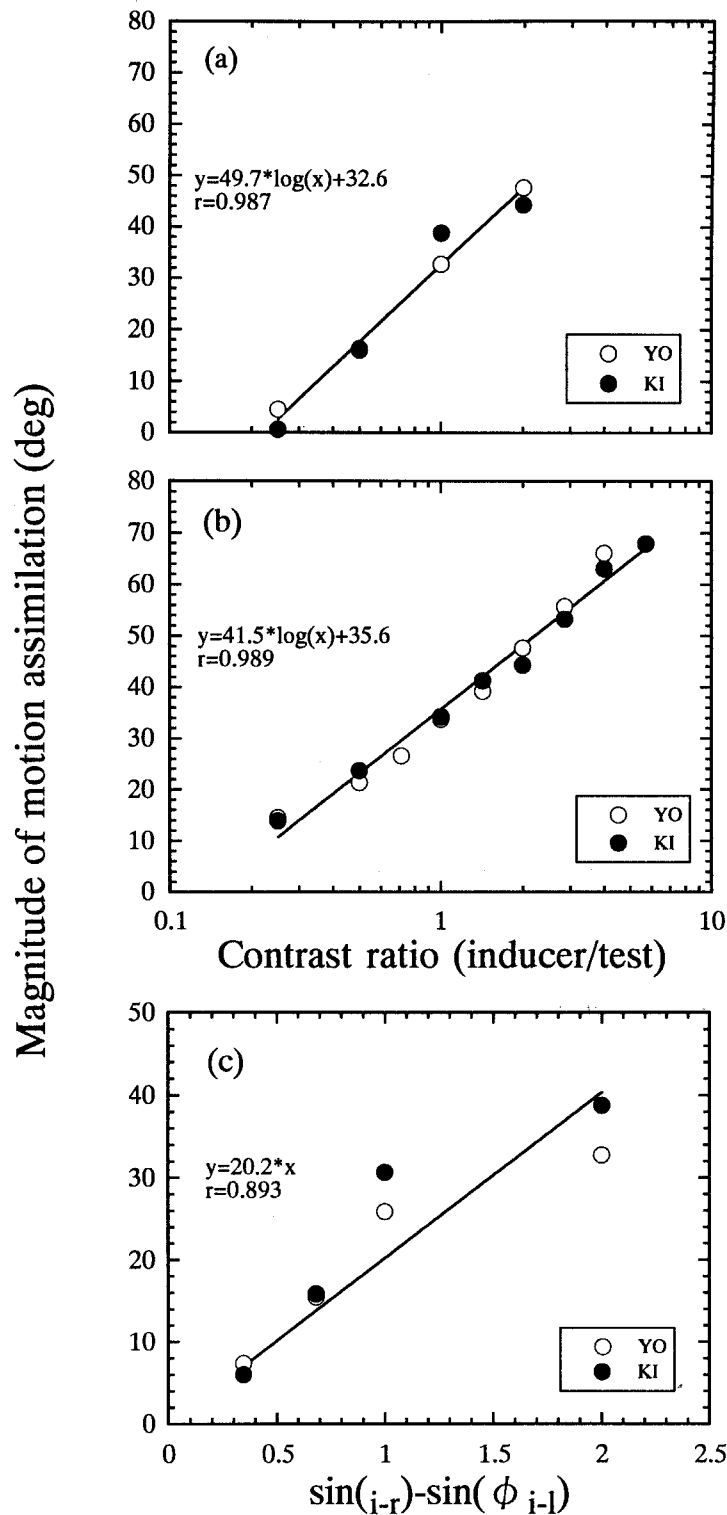 Magnitude of motion assimilation (deg)
80
70
60
50
40
30
20
10
0
(a)
y=49.7*log(x)+32.6
r=0.987
YO
KI
80
70
60
50
40
30
20
10
0
(b)
y=41.5*log(x)+35.6
r=0.989
YO
KI
0.1 1 10
Contrast ratio (inducer/test)
50
40
30
20
10
0
(c)
y=20.2*x
r=0.893
YO
KI
0 0.5 1 1.5 2 2.5
sin(i-r)-sin(ϕ i-l)